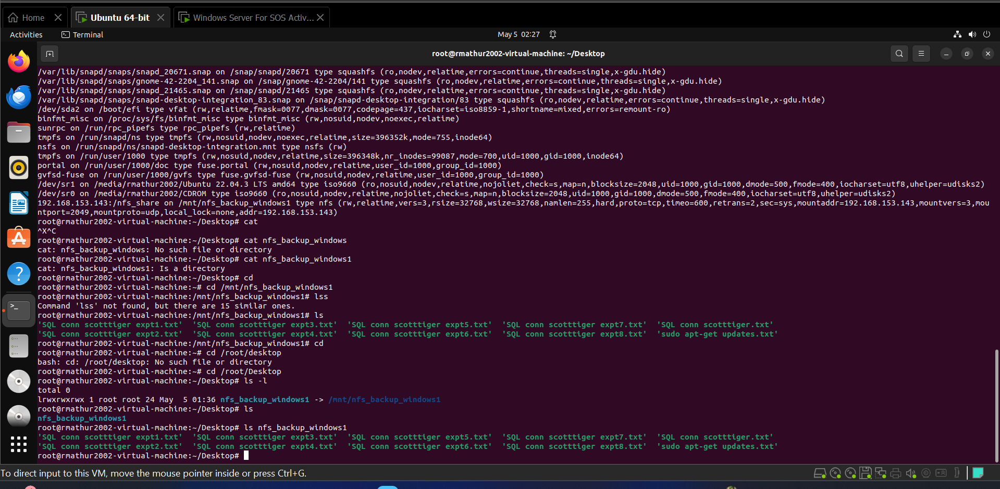 Home
Ubuntu 64-bit
Windows Server For SOS Activ...
Activities
Terminal
May 5 02:27
root@rmathur2002-virtual-machine: ~/Desktop
/var/lib/snapd/snaps/snapd_20671.snap on /snap/snapd/20671 type squashfs (ro,nodev,relatime,errors=continue,threads=single,x-gdu.hide)
/var/lib/snapd/snaps/gnome-42-2204_141.snap on /snap/gnome-42-2204/141 type squashfs (ro,nodev,relatime,errors=continue,threads=single,x-gdu.hide)
/var/lib/snapd/snaps/snapd_21465.snap on /snap/snapd/21465 type squashfs (ro,nodev,relatime,errors=continue,threads=single,x-gdu.hide)
/var/lib/snapd/snaps/snapd-desktop-integration_83.snap on /snap/snapd-desktop-integration/83 type squashfs (ro,nodev,relatime,errors=continue,threads=single,x-gdu.hide)
/dev/sda2 on /boot/efi type vfat (rw,relatime,fmask=0077,dmask=0077,codepage=437,iocharset=iso8859-1,shortname=mixed,errors=remount-ro)
binfmt_misc on /proc/sys/fs/binfmt_misc type binfmt_misc (rw,nosuid,nodev,noexec,relatime)
sunrpc on /run/rpc_pipefs type rpc_pipefs (rw,relatime)
tmpfs on /run/snapd/ns type tmpfs (rw,nosuid,nodev,noexec,relatime,size=396352k,mode=755,inode64)
nsfs on /run/snapd/ns/snapd-desktop-integration.mnt type nsfs (rw)
tmpfs on /run/user/1000 type tmpfs (rw,nosuid,nodev,relatime,size=396348k,nr_inodes=99087,mode=700,uid=1000,gid=1000,inode64)
portal on /run/user/1000/doc type fuse.portal (rw,nosuid,nodev,relatime,user_id=1000,group_id=1000)
gvfsd-fuse on /run/user/1000/gvfs type fuse.gvfsd-fuse (rw,nosuid,nodev,relatime,user_id=1000,group_id=1000)
/dev/sr1 on /media/rmathur2002/Ubuntu 22.04.3 LTS amd64 type iso9660 (ro,nosuid,nodev,relatime,nojoliet,check=s,map=n,blocksize=2048,uid=1000,gid=1000,dmode=500,fmode=400,iocharset=utf8,uhelper=udisks2)
/dev/sr0 on /media/rmathur2002/CDROM type iso9660 (ro,nosuid,nodev,relatime,nojoliet,check=s,map=n,blocksize=2048,uid=1000,gid=1000,dmode=500,fmode=400,iocharset=utf8,uhelper=udisks2)
192.168.153.143:/nfs_share on /mnt/nfs_backup_windows1 type nfs (rw,relatime,vers=3,rsize=32768,wsize=32768,namlen=255,hard,proto=tcp,timeo=600,retrans=2,sec=sys,mountaddr=192.168.153.143,mountvers=3,mou
ntport=2049,mountproto=udp,local_lock=none,addr=192.168.153.143)
root@rmathur2002-virtual-machine:~/Desktop# cat
^X^C
root@rmathur2002-virtual-machine:~/Desktop# cat nfs_backup_windows
cat: nfs_backup_windows: No such file or directory
root@rmathur2002-virtual-machine:~/Desktop# cat nfs_backup_windows1
cat: nfs_backup_windows1: Is a directory
root@rmathur2002-virtual-machine:~/Desktop# cd
root@rmathur2002-virtual-machine:~# cd /mnt/nfs_backup_windows1
root@rmathur2002-virtual-machine:/mnt/nfs_backup_windows1# lss
Command 'lss' not found, but there are 15 similar ones.
root@rmathur2002-virtual-machine:/mnt/nfs_backup_windows1# ls
'SQL conn scotttiger expt1.txt'  'SQL conn scotttiger expt3.txt'  'SQL conn scotttiger expt5.txt'  'SQL conn scotttiger expt7.txt'  'SQL conn scotttiger.txt'
'SQL conn scotttiger expt2.txt'  'SQL conn scotttiger expt4.txt'  'SQL conn scotttiger expt6.txt'  'SQL conn scotttiger expt8.txt'  'sudo apt-get updates.txt'
root@rmathur2002-virtual-machine:/mnt/nfs_backup_windows1# cd
root@rmathur2002-virtual-machine:~# cd /root/desktop
bash: cd: /root/desktop: No such file or directory
root@rmathur2002-virtual-machine:~# cd /root/Desktop
root@rmathur2002-virtual-machine:~/Desktop# ls -l
total 0
lrwxrwxrwx 1 root root 24 May  5 01:36 nfs_backup_windows1 -> /mnt/nfs_backup_windows1
root@rmathur2002-virtual-machine:~/Desktop# ls
nfs_backup_windows1
root@rmathur2002-virtual-machine:~/Desktop# ls nfs_backup_windows1
'SQL conn scotttiger expt1.txt'  'SQL conn scotttiger expt3.txt'  'SQL conn scotttiger expt5.txt'  'SQL conn scotttiger expt7.txt'  'SQL conn scotttiger.txt'
'SQL conn scotttiger expt2.txt'  'SQL conn scotttiger expt4.txt'  'SQL conn scotttiger expt6.txt'  'SQL conn scotttiger expt8.txt'  'sudo apt-get updates.txt'
root@rmathur2002-virtual-machine:~/Desktop#
To direct input to this VM, move the mouse pointer inside or press Ctrl+G.